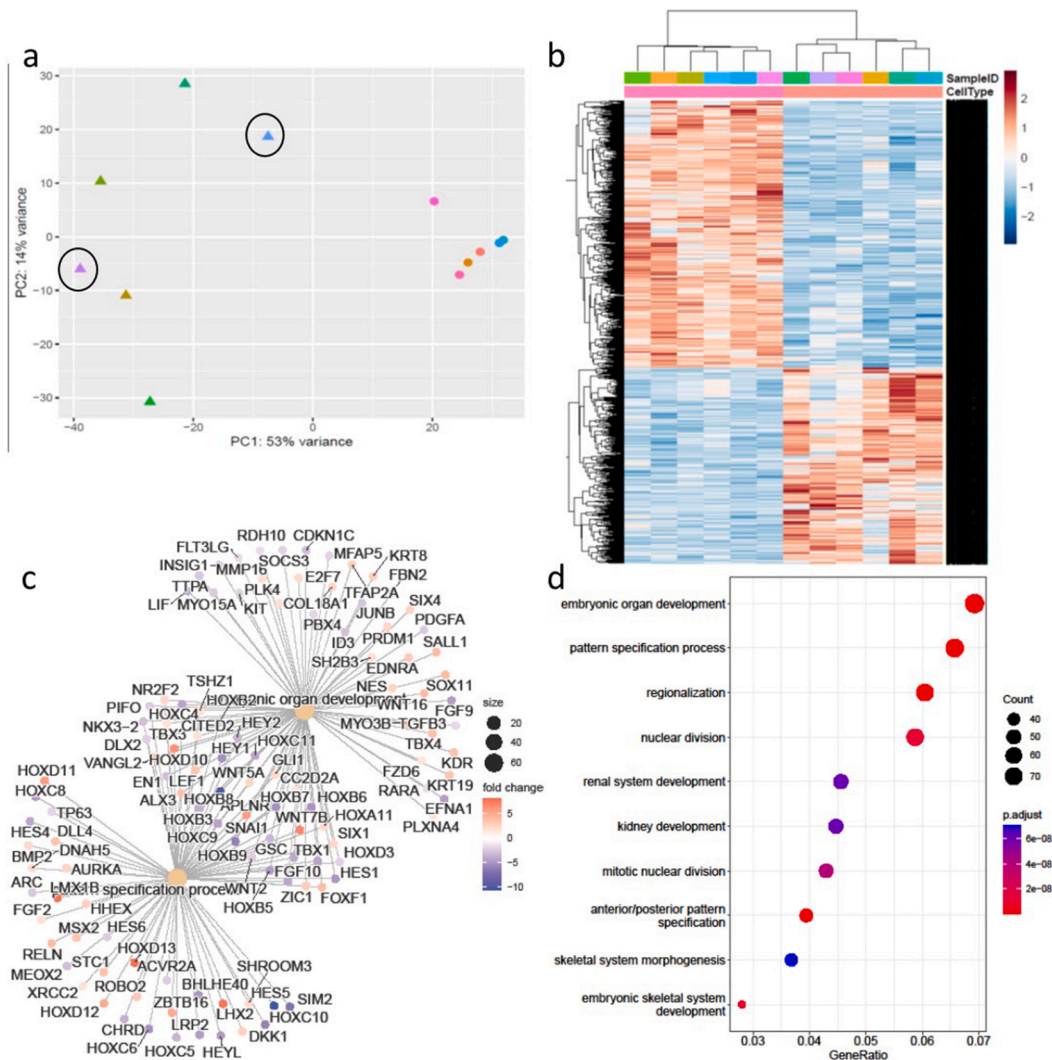 a
30
20
10
0
−10
−20
−30
PC2: 14% variance
−40
−20
0
20
PC1: 53% variance
b
SampleID
CellType
2
1
0
−1
−2
c
RDH10
CDKN1C
FLT3LG
SOCS3
MFAP5
INSIG1
MMP16
E2F7
KRT8
FBN2
TTPA
PLK4
TFAP2A
LIF
MYO15A
KIT
COL18A1
JUNB
SIX4
PBX4
PDGFA
ID3
PRDM1
SALL1
SH2B3
EDNRA
TSHZ1
NES
SOX11
NR2F2
HOXB2
nic organ development
WNT16
PIFO
HOXC4
CITED2
HEY2
FGF9
NKX3-2
TBX3
MYO3B
TGFB3
DLX2
HEY1
HOXC11
TBX4
VANGL2
HOXD10
GLI1
KDR
EN1
LEF1
WNT5A
CC2D2A
FZD6
HOXD11
ALX3
HOXB8
HOXB7
HOXB6
RARA
KRT19
HOXC8
APLNR
EFNA1
TP63
HOXB3
WNT7B
HOXA11
HES4
DLL4
SNAI1
SIX1
PLXNA4
HOXC9
BMP2
DNAH5
GSC
HOXD3
HOXB9
TBX1
AURKA
HES1
ARC
LMX1B
specification proce
FGF10
WNT2
FGF2
HHEX
ZIC1
FOXF1
HOXB5
MSX2
HES6
RELN
HOXD13
STC1
SHROOM3
MEOX2
ACVR2A
ROBO2
BHLHE40
HES5
XRCC2
ZBTB16
SIM2
HOXD12
LHX2
HOXC10
CHRD
LRP2
DKK1
HOXC6
HOXC5
HEYL
size
20
40
60
fold change
5
0
−5
−10
d
embryonic organ development
pattern specification process
regionalization
nuclear division
renal system development
kidney development
mitotic nuclear division
anterior/posterior pattern
specification
skeletal system morphogenesis
embryonic skeletal system
development
0.03
0.04
0.05
0.06
0.07
GeneRatio
Count
40
50
60
70
p.adjust
6e-08
4e-08
2e-08